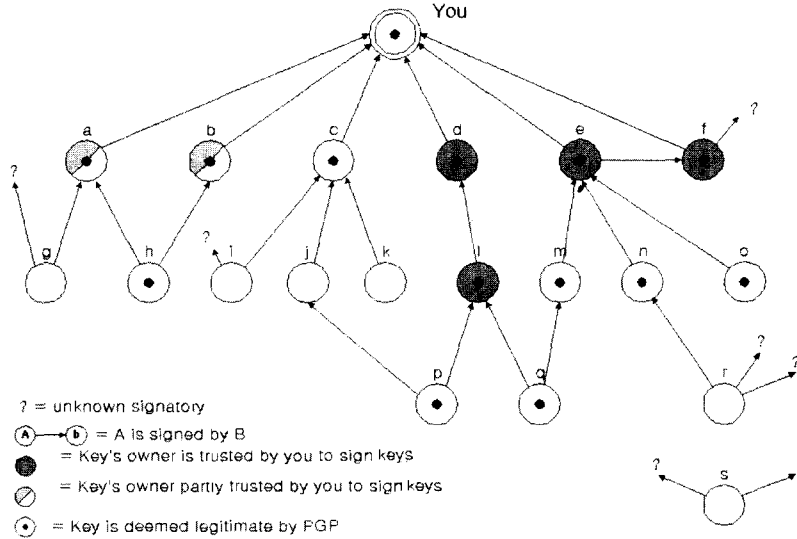 You
a b c d e f ?
?
g h ? i j k l m n o
p q r ? ?
? = unknown signatory
A b = A is signed by B
= Key's owner is trusted by you to sign keys
= Key's owner partly trusted by you to sign keys
= Key is deemed legitimate by PGP
? s